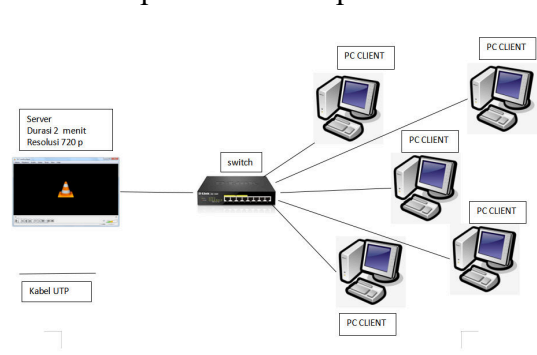 PC CLIENT
PC CLIENT
Server
Durasi 2 menit
Resolusi 720 p
switch
PC CLIENT
PC CLIENT
Kabel UTP
PC CLIENT